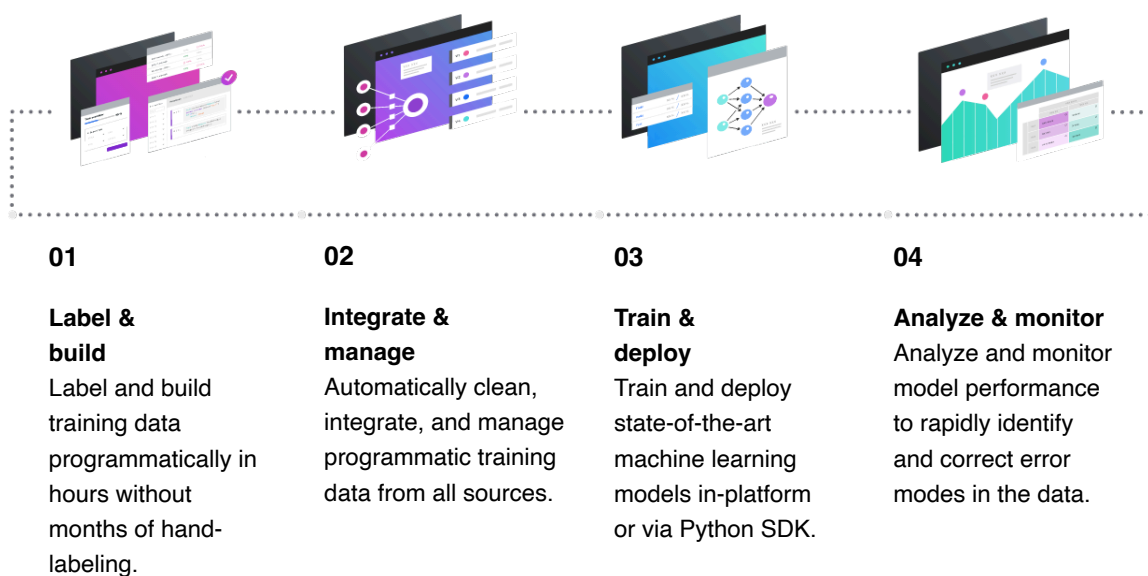 01
Label &
build
Label and build
training data
programmatically in
hours without
months of hand-
labeling.
02
Integrate &
manage
Automatically clean,
integrate, and manage
programmatic training
data from all sources.
03
Train &
deploy
Train and deploy
state-of-the-art
machine learning
models in-platform
or via Python SDK.
04
Analyze & monitor
Analyze and monitor
model performance
to rapidly identify
and correct error
modes in the data.